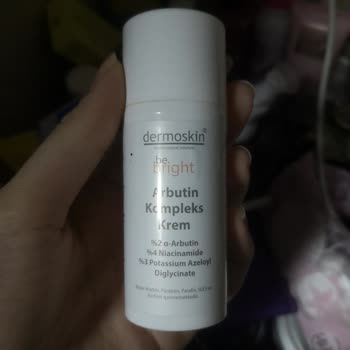 dermoskin
be
bright
Arbutin
Kompleks
Krem
%2 α-Arbutin
%4 Niacinamide
%3 Potassium Azeloyl
Diglycinate